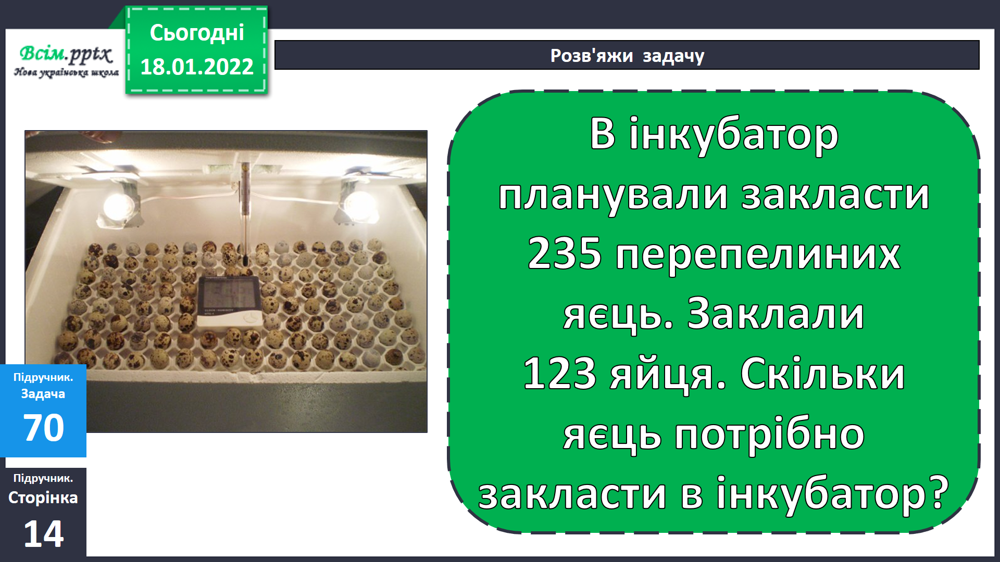 Сьогодні
18.01.2022
Всім.pptx
Нова українська школа
Розв'яжи задачу
В інкубатор
планували закласти
235 перепелиних
яєць. Заклали
123 яйця. Скільки
яєць потрібно
закласти в інкубатор?
Підручник.
Задача
70
Підручник.
Сторінка
14